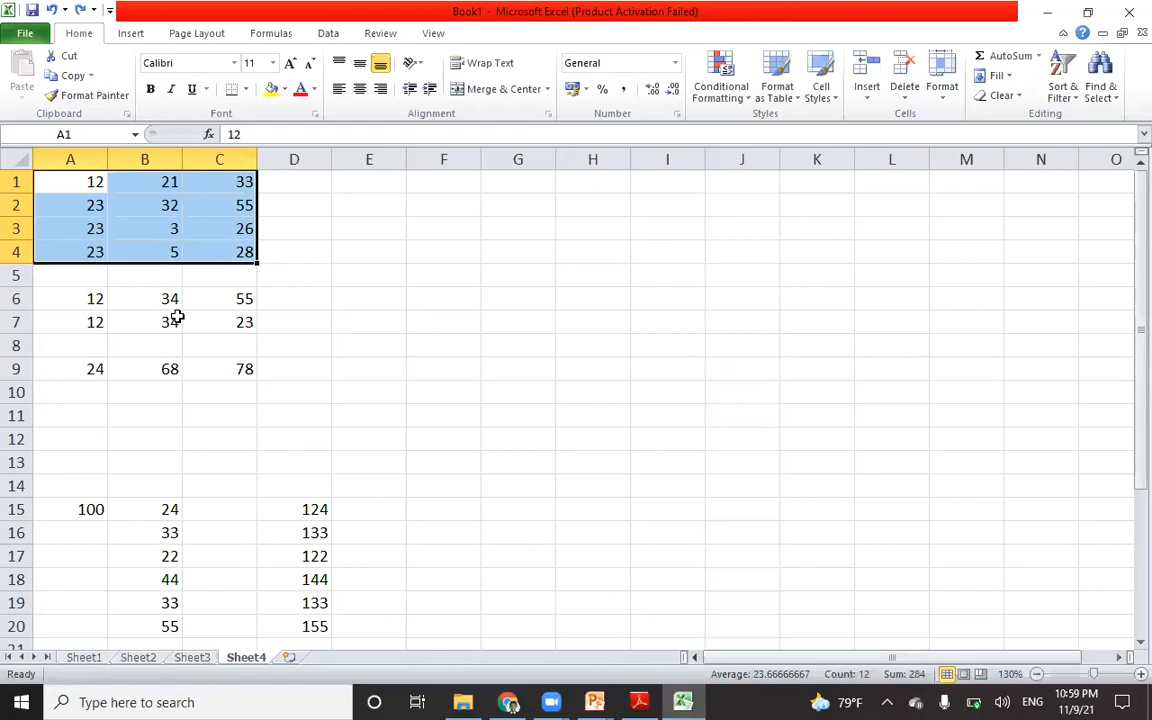 Book1 - Microsoft Excel (Product Activation Failed)
File Home Insert Page Layout Formulas Data Review View
Paste
Cut
Copy
Format Painter
Clipboard
Calibri 11
B I U
A
Font
Wrap Text
Merge & Center
Alignment
General
% ,
Number
Conditional Formatting
Format as Table
Cell Styles
Styles
Insert Delete Format
Cells
Σ AutoSum
Fill
Clear
Sort & Filter
Find & Select
Editing
A1 fx 12
A B C D E F G H I J K L M N O
1 12 21 33
2 23 32 55
3 23 3 26
4 23 5 28
5
6 12 34 55
7 12 34 23
8
9 24 68 78
10
11
12
13
14
15 100 24 124
16 33 133
17 22 122
18 44 144
19 33 133
20 55 155
21
Sheet1 Sheet2 Sheet3 Sheet4
Ready Average: 23.66666667 Count: 12 Sum: 284 130%
Type here to search
79°F ENG
10:59 PM
11/9/21